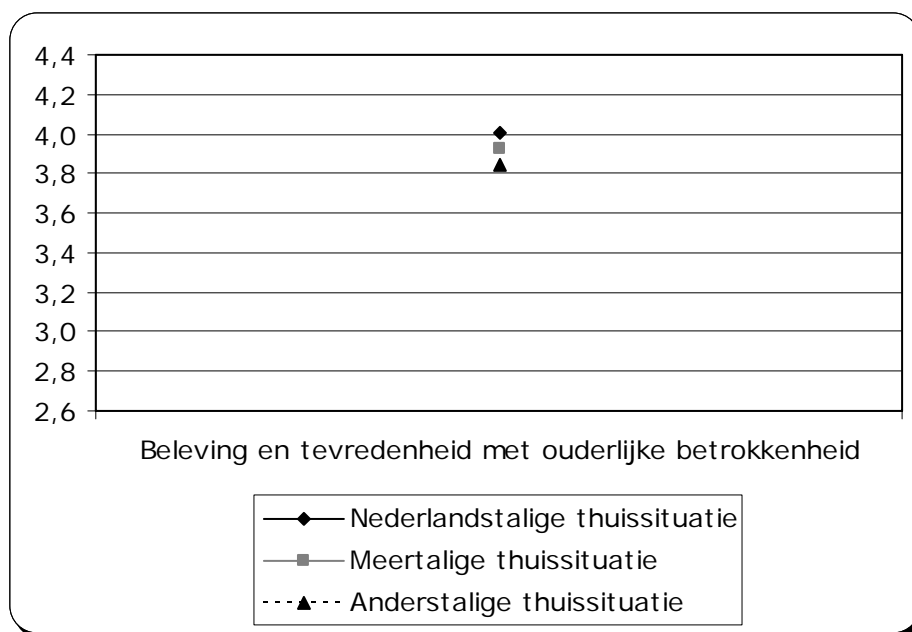 4,4
4,2
4,0
3,8
3,6
3,4
3,2
3,0
2,8
2,6
Beleving en tevredenheid met ouderlijke betrokkenheid
Nederlandstalige thuissituatie
Meertalige thuissituatie
Anderstalige thuissituatie